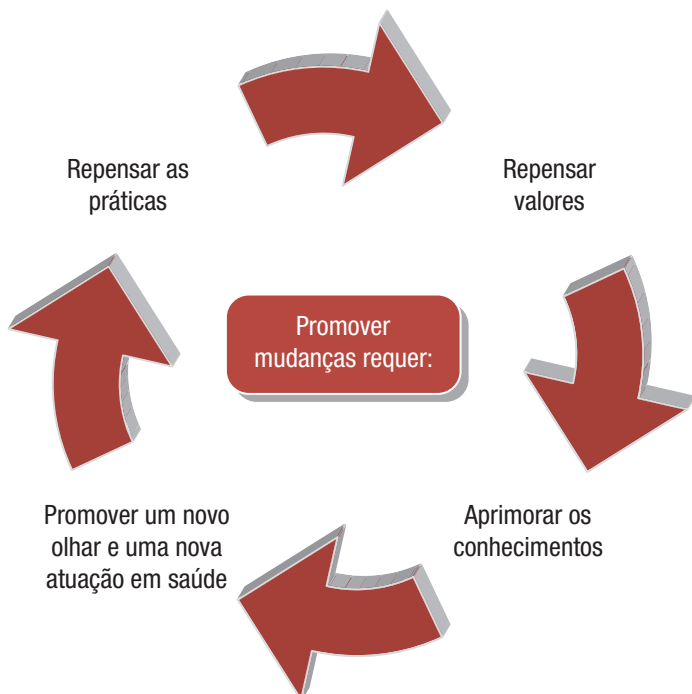 Repensar as
práticas
Repensar
valores
Promover
mudanças requer:
Promover um novo
olhar e uma nova
atuação em saúde
Aprimorar os
conhecimentos